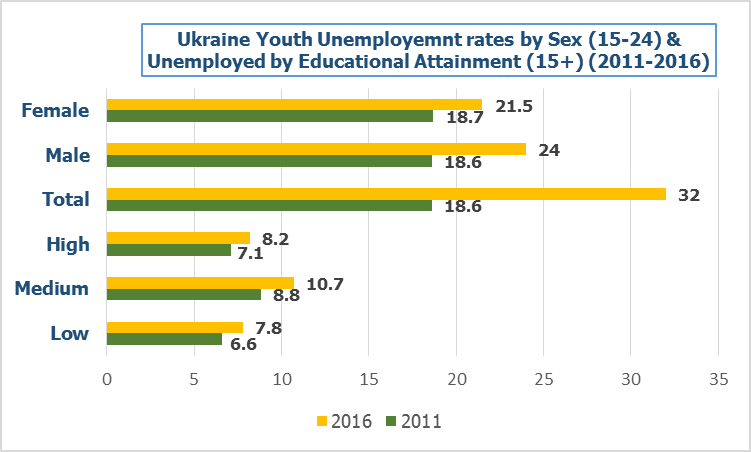 Ukraine Youth Unemployemnt rates by Sex (15-24) &
Unemployed by Educational Attainment (15+) (2011-2016)
Female
21.5
18.7
Male
24
18.6
Total
32
18.6
High
8.2
7.1
Medium
10.7
8.8
Low
7.8
6.6
0 5 10 15 20 25 30 35
2016 2011